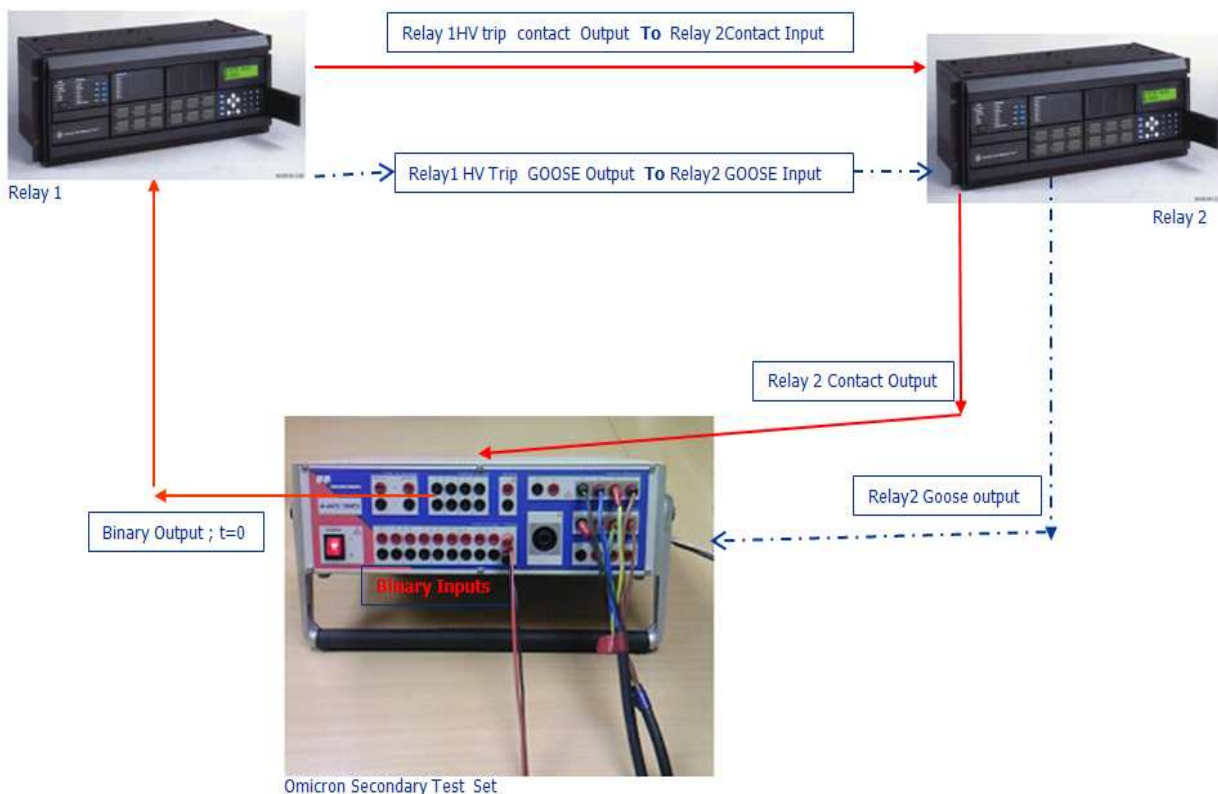 Relay 1HV trip contact Output To Relay 2Contact Input
Relay1 HV Trip GOOSE Output To Relay2 GOOSE Input
Relay 1
Relay 2
Relay 2 Contact Output
Relay2 Goose output
Binary Output ; t=0
Binary Inputs
Omicron Secondary Test Set